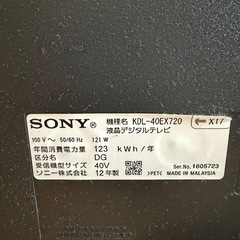 SONY 機種名 KDL-40EX720
液晶デジタルテレビ
X17
100 V～ 50/60 Hz 121 W
年間消費電力量 123 kWh/年
区分名 DG
受信機型サイズ 40V
ソニー株式会社 12年製
Ser.No. 1605723
>PET< MADE IN MALAYSIA